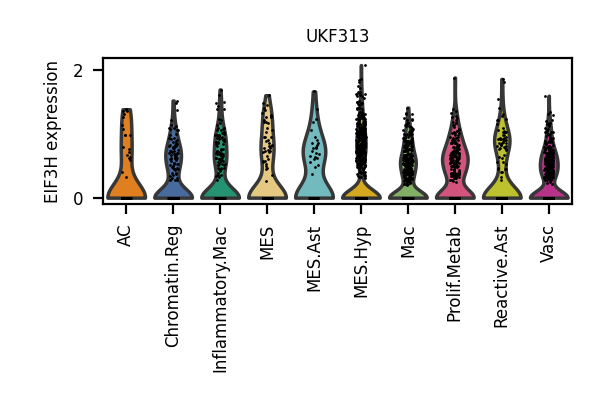 UKF313
EIF3H expression
2
0
AC
Chromatin.Reg
Inflammatory.Mac
MES
MES.Ast
MES.Hyp
Mac
Prolif.Metab
Reactive.Ast
Vasc